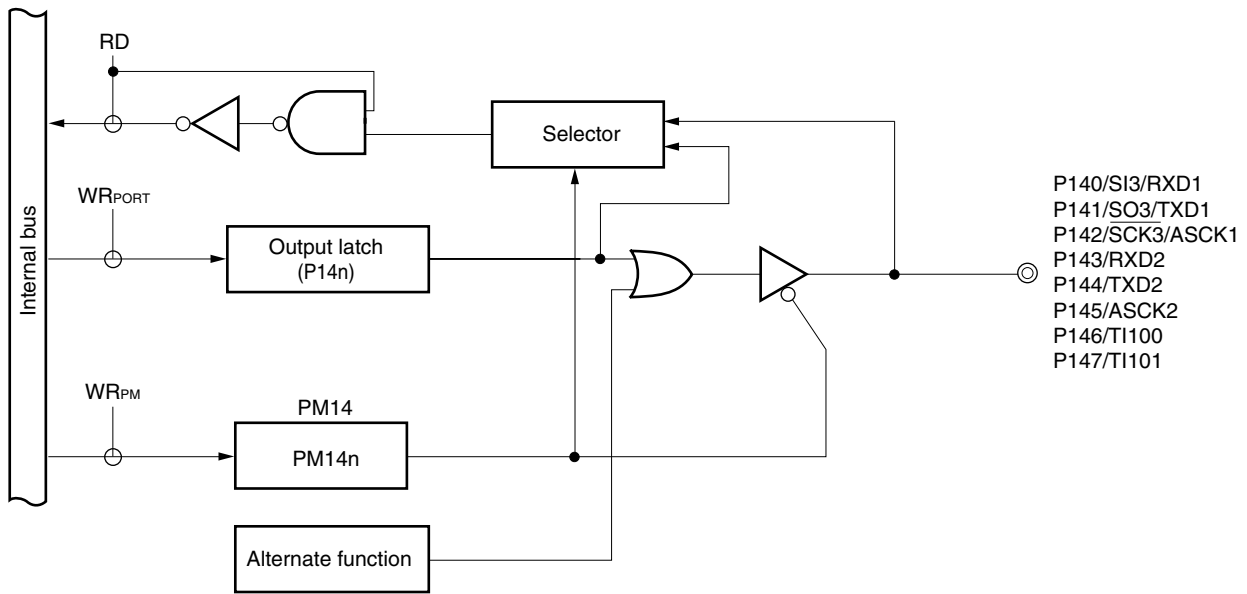 RD
Selector
WRPORT
Output latch
(P14n)
Internal bus
WRPM
PM14
PM14n
Alternate function
P140/SI3/RXD1
P141/SO3/TXD1
P142/SCK3/ASCK1
P143/RXD2
P144/TXD2
P145/ASCK2
P146/TI100
P147/TI101